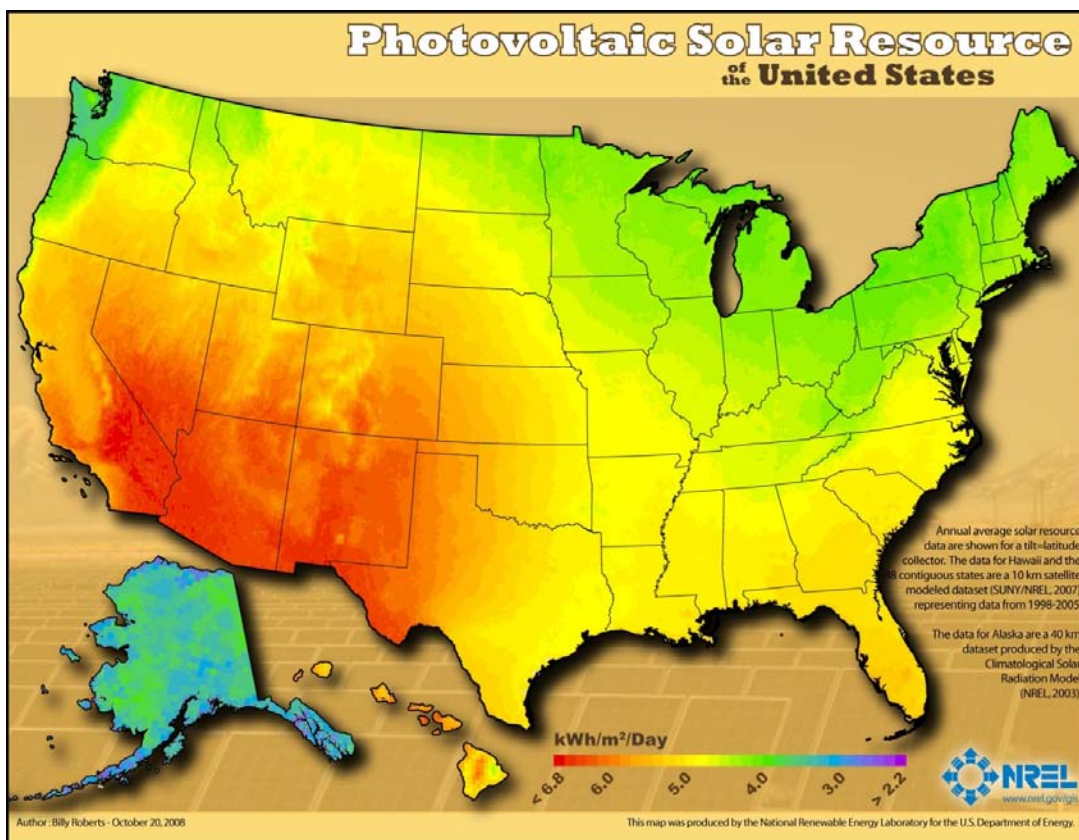 Photovoltaic Solar Resource
of the United States
Annual average solar resource
data are shown for a tilt=latitude
collector. The data for Hawaii and the
48 contiguous states are a 10 km satellite
modeled dataset (SUNY/NREL, 2007)
representing data from 1998-2005
The data for Alaska are a 40 km
dataset produced by the
Climatological Solar
Radiation Model
(NREL, 2003)
kWh/m²/Day
< 6.8 6.0 5.0 4.0 3.0 > 2.2
NREL
www.nrel.gov/gis
Author : Billy Roberts - October 20, 2008
This map was produced by the National Renewable Energy Laboratory for the U.S. Department of Energy.